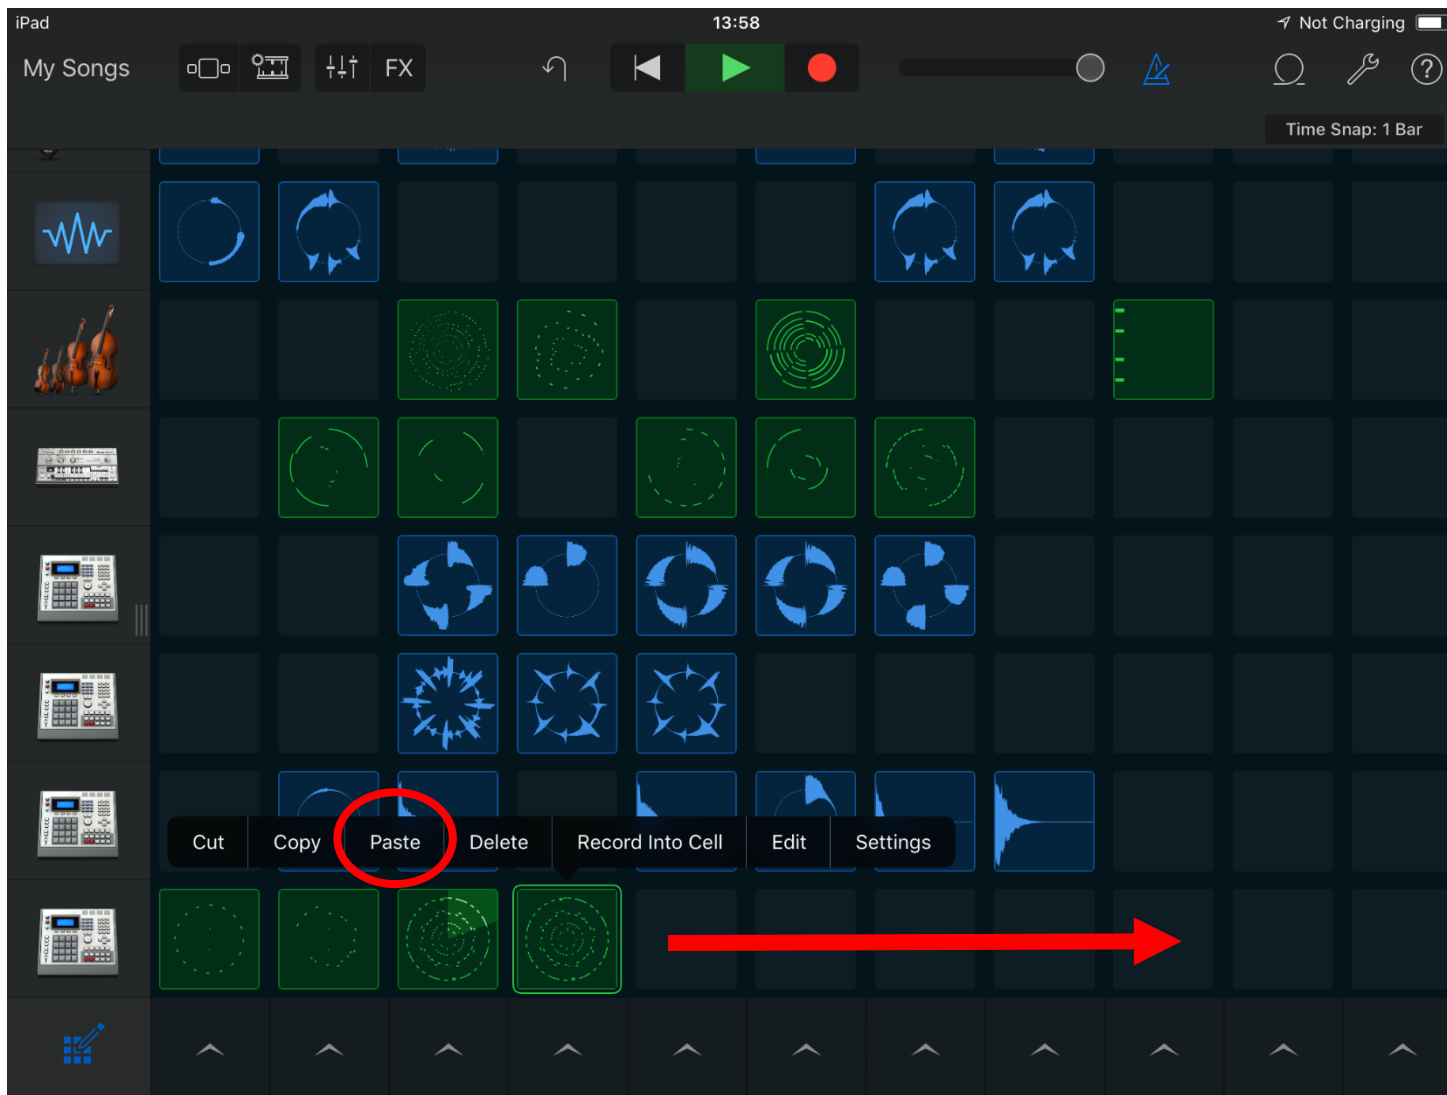 iPad 13:58 Not Charging
My Songs FX ?
Time Snap: 1 Bar
Cut Copy Paste Delete Record Into Cell Edit Settings